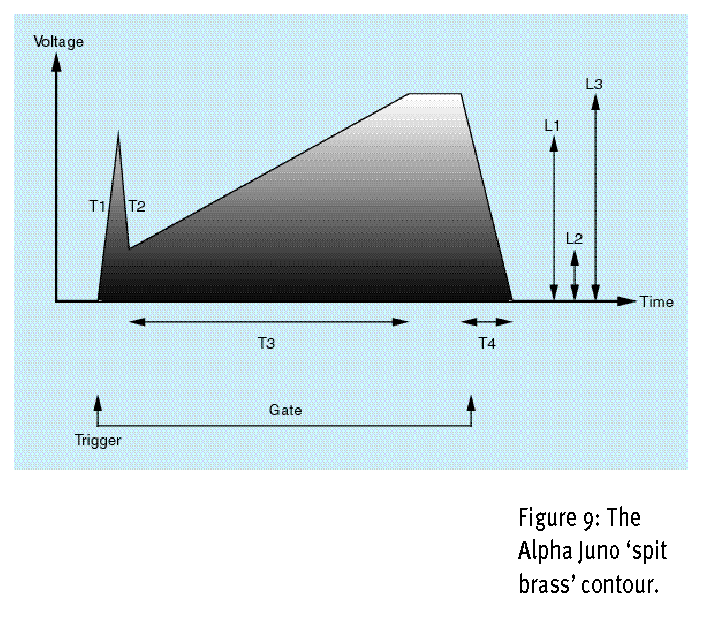 Voltage
L3
L1
T1 T2
L2
Time
T3
T4
Gate
Trigger
Figure 9: The
Alpha Juno ‘spit
brass’ contour.